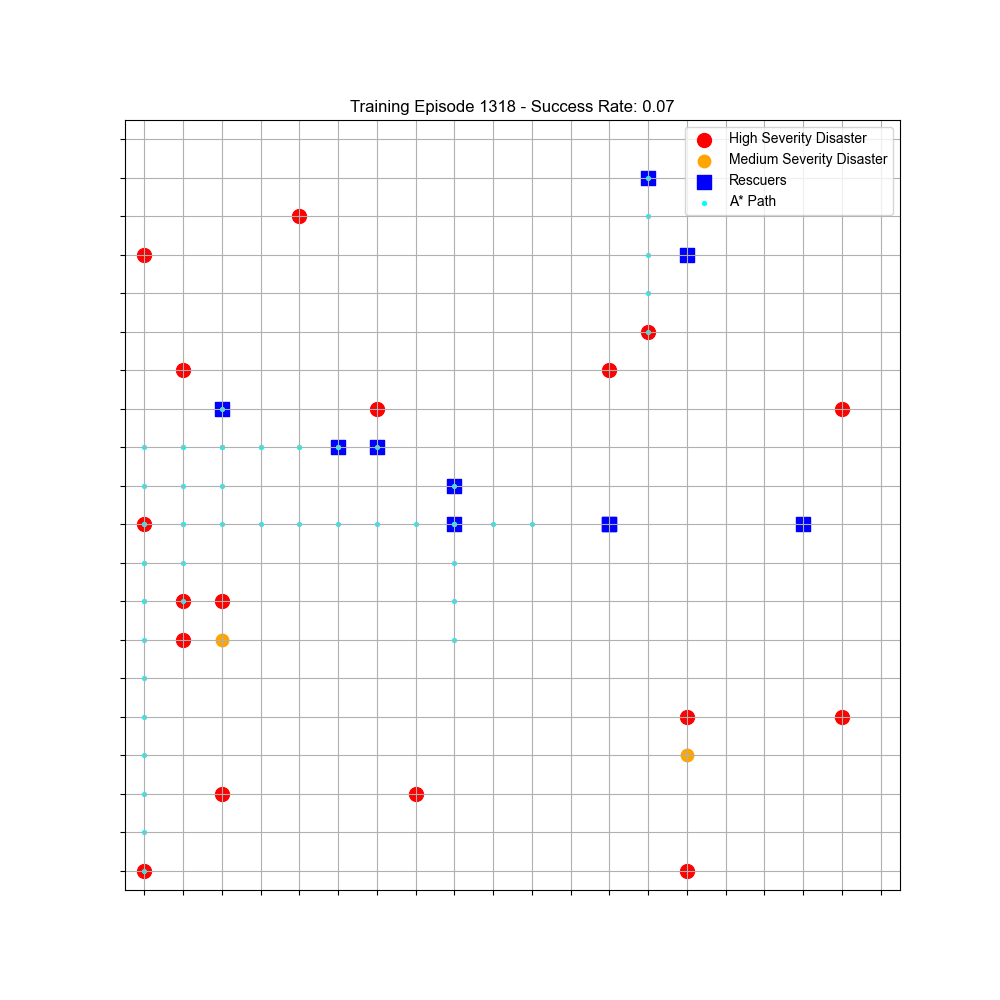 Training Episode 1318 - Success Rate: 0.07
High Severity Disaster
Medium Severity Disaster
Rescuers
A* Path